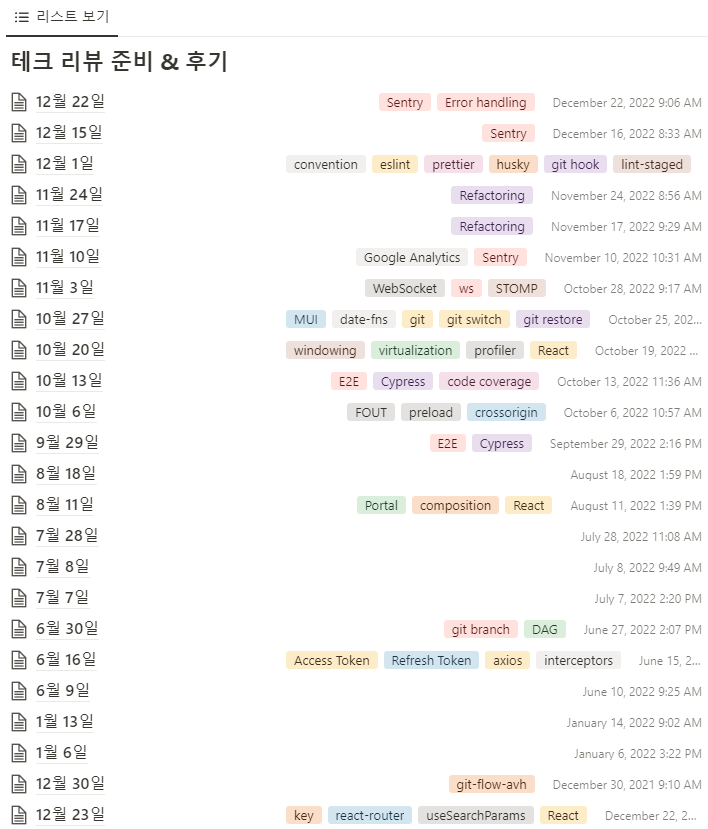 리스트 보기
테크 리뷰 준비 & 후기
12월 22일 Sentry Error handling December 22, 2022 9:06 AM
12월 15일 Sentry December 16, 2022 8:33 AM
12월 1일 convention eslint prettier husky git hook lint-staged
11월 24일 Refactoring November 24, 2022 8:56 AM
11월 17일 Refactoring November 17, 2022 9:29 AM
11월 10일 Google Analytics Sentry November 10, 2022 10:31 AM
11월 3일 WebSocket ws STOMP October 28, 2022 9:17 AM
10월 27일 MUI date-fns git git switch git restore October 25, 202...
10월 20일 windowing virtualization profiler React October 19, 2022 ...
10월 13일 E2E Cypress code coverage October 13, 2022 11:36 AM
10월 6일 FOUT preload crossorigin October 6, 2022 10:57 AM
9월 29일 E2E Cypress September 29, 2022 2:16 PM
8월 18일 August 18, 2022 1:59 PM
8월 11일 Portal composition React August 11, 2022 1:39 PM
7월 28일 July 28, 2022 11:08 AM
7월 8일 July 8, 2022 9:49 AM
7월 7일 July 7, 2022 2:20 PM
6월 30일 git branch DAG June 27, 2022 2:07 PM
6월 16일 Access Token Refresh Token axios interceptors June 15, 2...
6월 9일 June 10, 2022 9:25 AM
1월 13일 January 14, 2022 9:02 AM
1월 6일 January 6, 2022 3:22 PM
12월 30일 git-flow-avh December 30, 2021 9:10 AM
12월 23일 key react-router useSearchParams React December 22, 2...